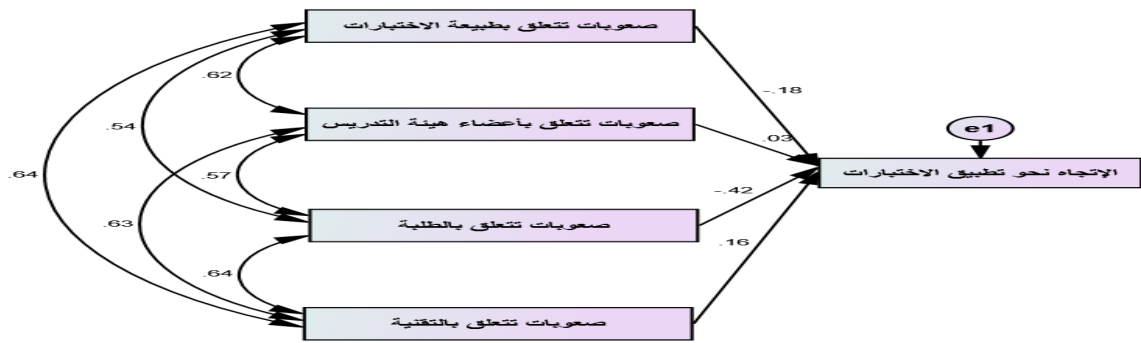 صعوبات تتعلق بطبيعة الاختبارات
صعوبات تتعلق بأعضاء هيئة التدريس
صعوبات تتعلق بالطلبة
صعوبات تتعلق بالتقنية
.62
.54
.64
.57
.63
.64
-.18
.03
-.42
.16
e1
الإتجاه نحو تطبيق الاختبارات